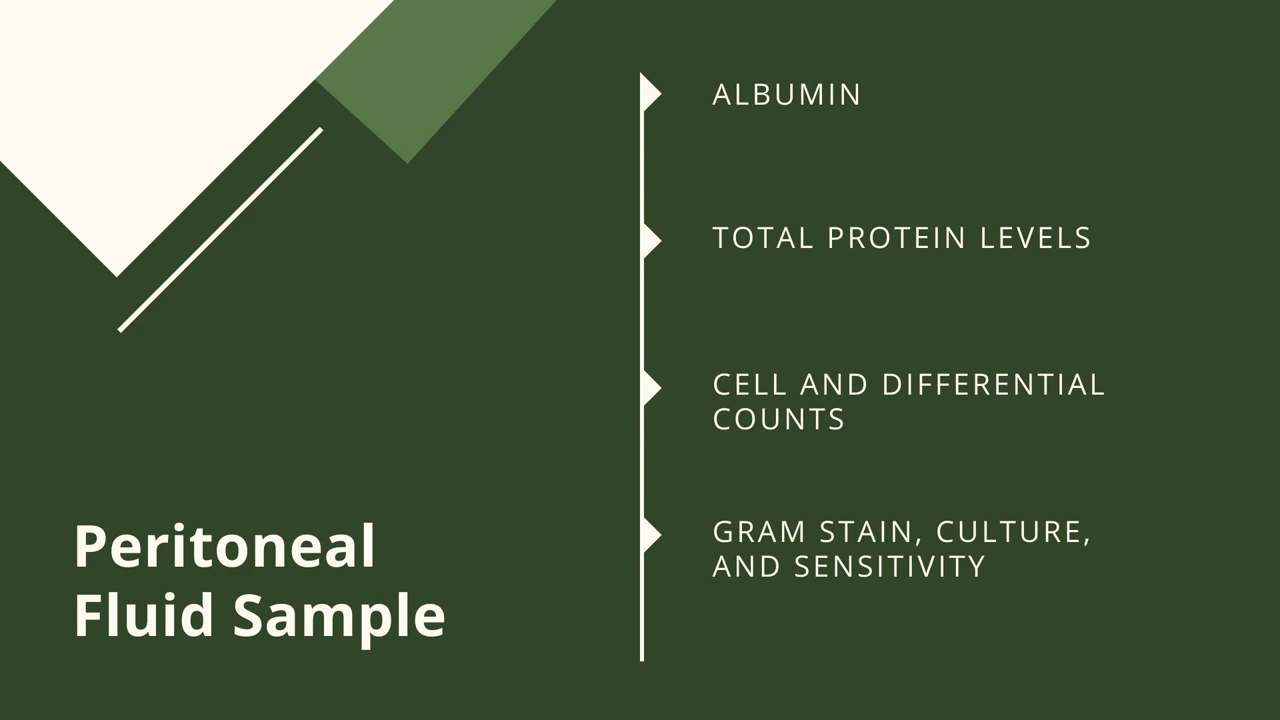 Peritoneal
Fluid Sample
ALBUMIN
TOTAL PROTEIN LEVELS
CELL AND DIFFERENTIAL
COUNTS
GRAM STAIN, CULTURE,
AND SENSITIVITY